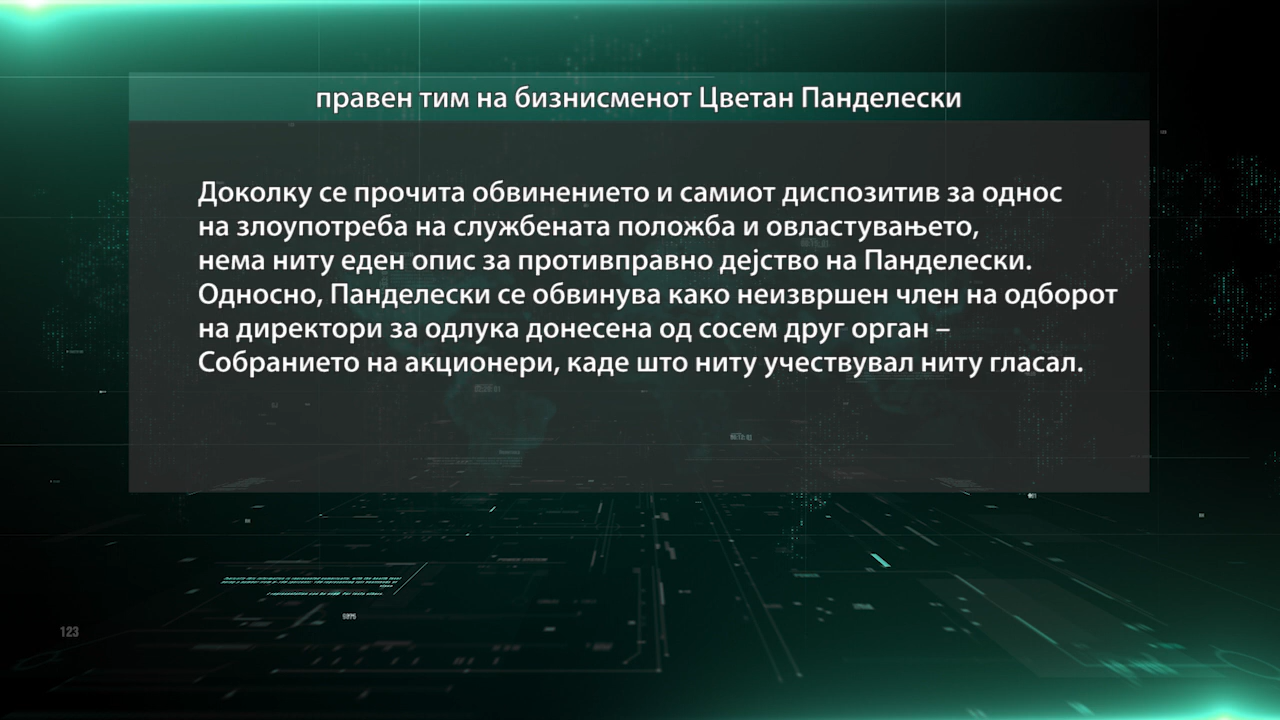 правен тим на бизнисменот Цветан Панделески
Доколку се прочита обвинението и самиот диспозитив за однос
на злоупотреба на службената положба и овластувањето,
нема ниту еден опис за противправно дејство на Панделески.
Односно, Панделески се обвинува како неизвршен член на одборот
на директори за одлука донесена од сосем друг орган –
Собранието на акционери, каде што ниту учествувал ниту гласал.
123